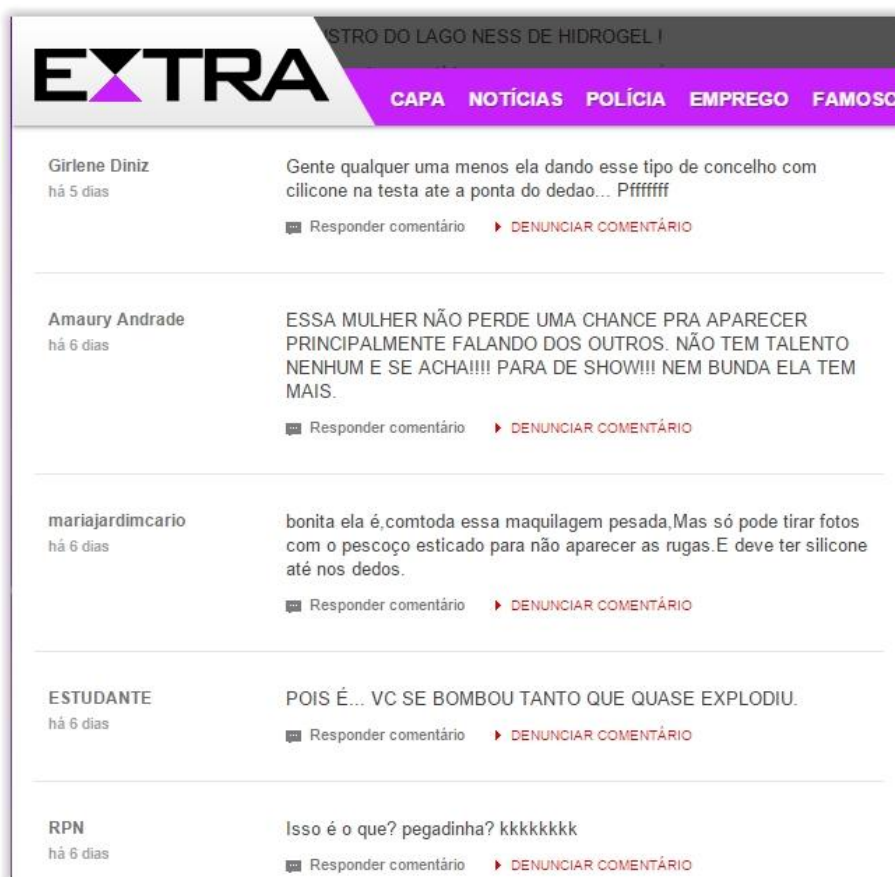 STRO DO LAGO NESS DE HIDROGEL !
EXTRA
CAPA NOTÍCIAS POLÍCIA EMPREGO FAMOSO
Girlene Diniz
há 5 dias
Gente qualquer uma menos ela dando esse tipo de concelho com
cilicone na testa ate a ponta do dedao... Pfffffff
Responder comentário DENUNCIAR COMENTÁRIO
Amaury Andrade
há 6 dias
ESSA MULHER NÃO PERDE UMA CHANCE PRA APARECER
PRINCIPALMENTE FALANDO DOS OUTROS. NÃO TEM TALENTO
NENHUM E SE ACHA!!!! PARA DE SHOW!!! NEM BUNDA ELA TEM
MAIS.
Responder comentário DENUNCIAR COMENTÁRIO
mariajardimcario
há 6 dias
bonita ela é,comtoda essa maquilagem pesada,Mas só pode tirar fotos
com o pescoço esticado para não aparecer as rugas.E deve ter silicone
até nos dedos.
Responder comentário DENUNCIAR COMENTÁRIO
ESTUDANTE
há 6 dias
POIS É... VC SE BOMBOU TANTO QUE QUASE EXPLODIU.
Responder comentário DENUNCIAR COMENTÁRIO
RPN
há 6 dias
Isso é o que? pegadinha? kkkkkkkk
Responder comentário DENUNCIAR COMENTÁRIO